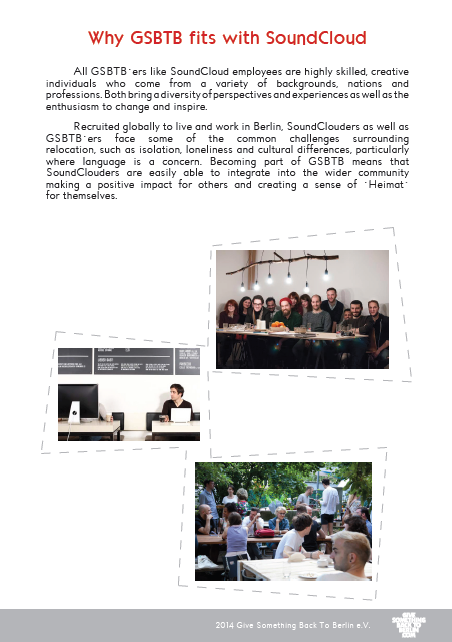 Why GSBTB fits with SoundCloud
All GSBTB´ers like SoundCloud employees are highly skilled, creative
individuals who come from a variety of backgrounds, nations and
professions. Both bring a diversity of perspectives and experiences as well as the
enthusiasm to change and inspire.
Recruited globally to live and work in Berlin, SoundClouders as well as
GSBTB´ers face some of the common challenges surrounding
relocation, such as isolation, loneliness and cultural differences, particularly
where language is a concern. Becoming part of GSBTB means that
SoundClouders are easily able to integrate into the wider community
making a positive impact for others and creating a sense of ´Heimat´
for themselves.
2014 Give Something Back To Berlin e.V.
GIVE
SOMETHING
BACK TO
BERLIN
.COM